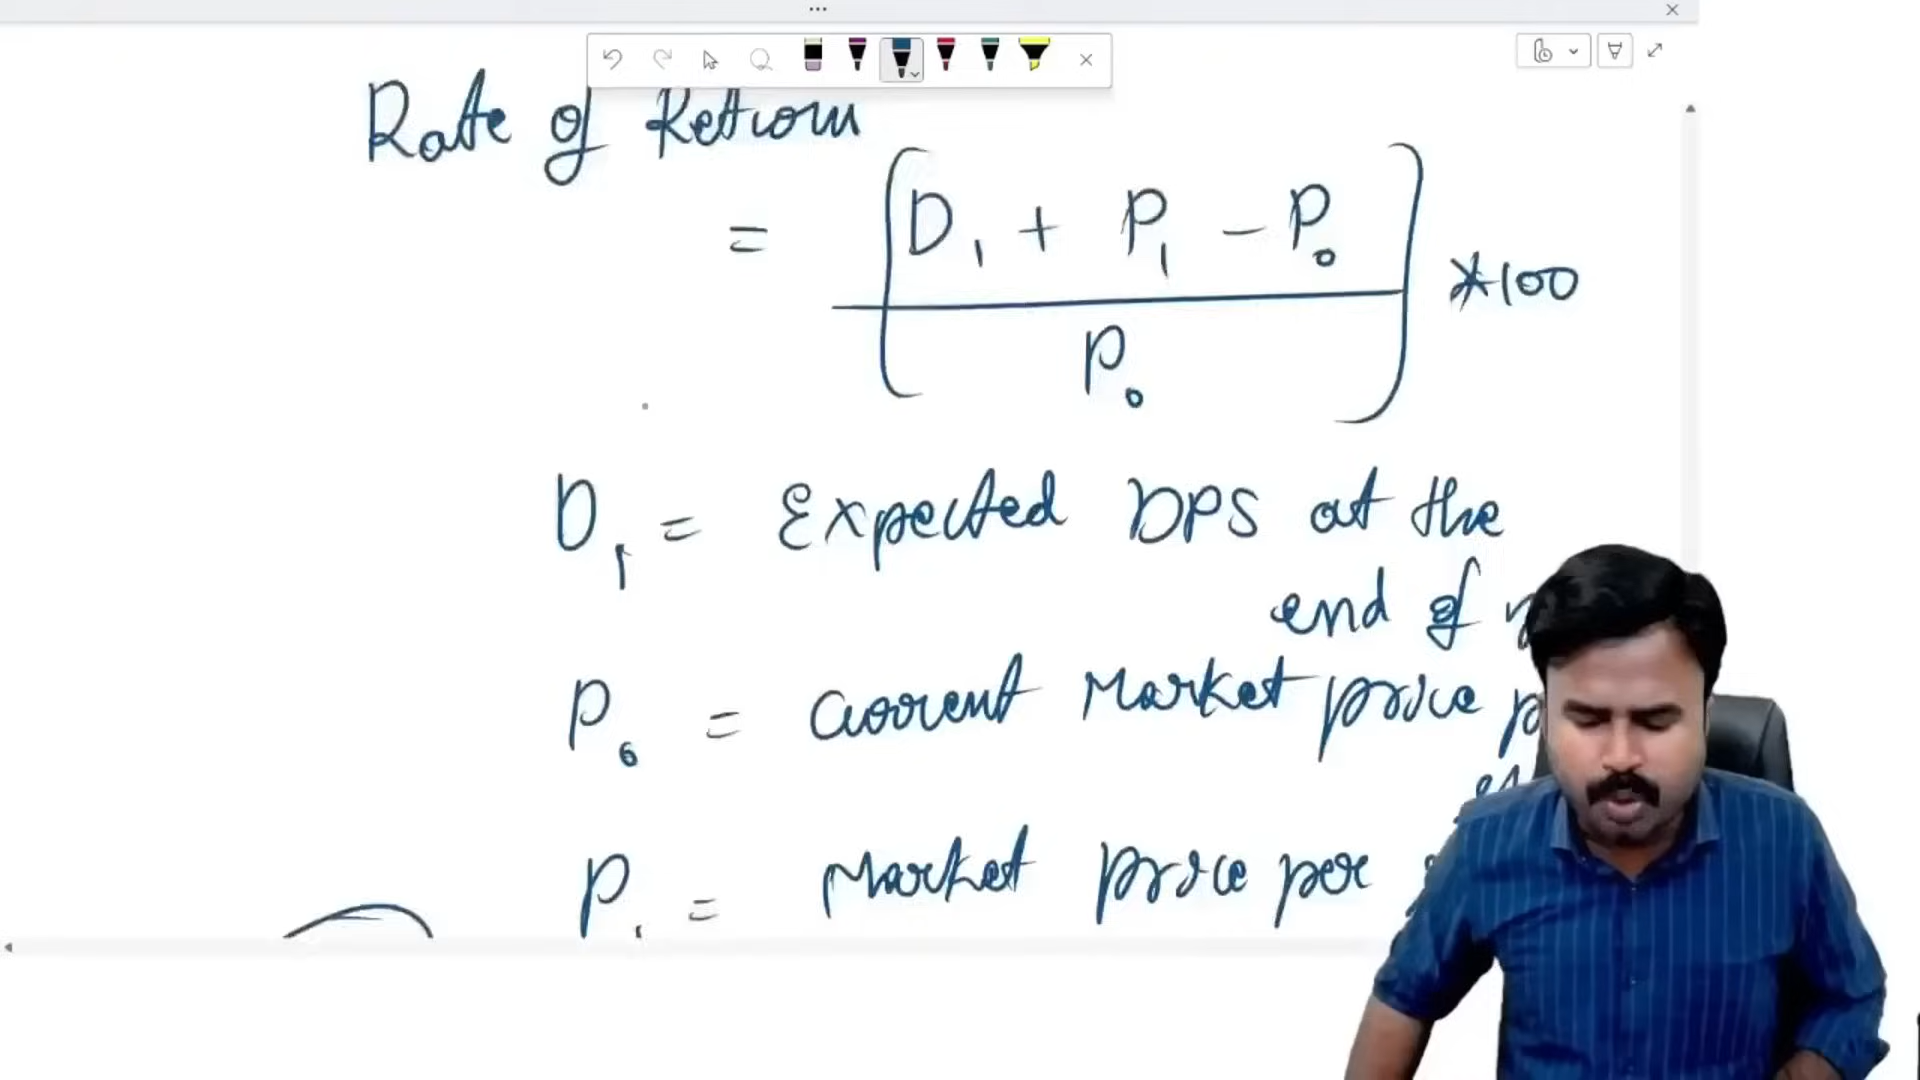 Rate of Return
= [D1 + P1 - P0
P0] *100
D1 = Expected DPS at the
end of
P0 = current Market price
P1 = Market price per